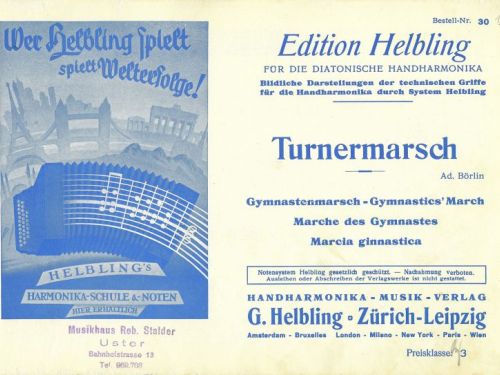 Wer Helbling spielt
spielt Welterfolge!
HELBLING's
HARMONIKA-SCHULE & NOTEN
HIER ERHÄLTLICH
Musikhaus Rob. Stalder
Uster
Bahnhofstrasse 13
Tel. 969.708
Bestell-Nr. 30
Edition Helbling
FÜR DIE DIATONISCHE HANDHARMONIKA
Bildliche Darstellungen der technischen Griffe
für die Handharmonika durch System Helbling
Turnermarsch
Ad. Börlin
Gymnastenmarsch - Gymnastics' March
Marche des Gymnastes
Marcia ginnastica
Notensystem Helbling gesetzlich geschützt. — Nachahmung verboten.
Ausleihen oder Abschreiben der Verlagswerke ist nicht gestattet.
HANDHARMONIKA - MUSIK - VERLAG
G. Helbling - Zürich-Leipzig
Amsterdam - Bruxelles London - Milano - New York - Paris - Wien
Preisklasse: 3